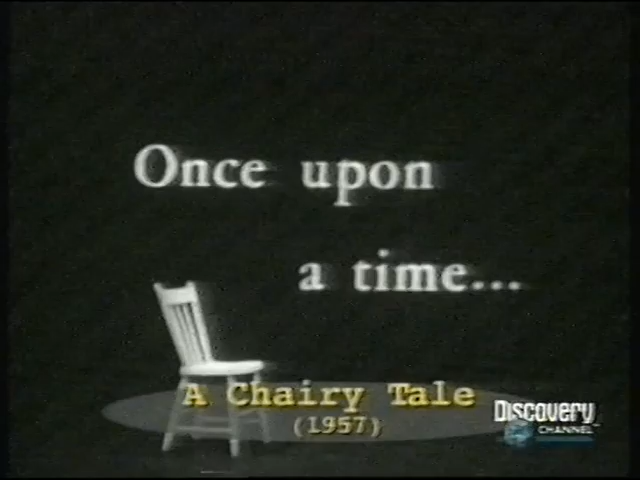 Once upon
a time...
A Chairy Tale
(1957)
Discovery
CHANNEL